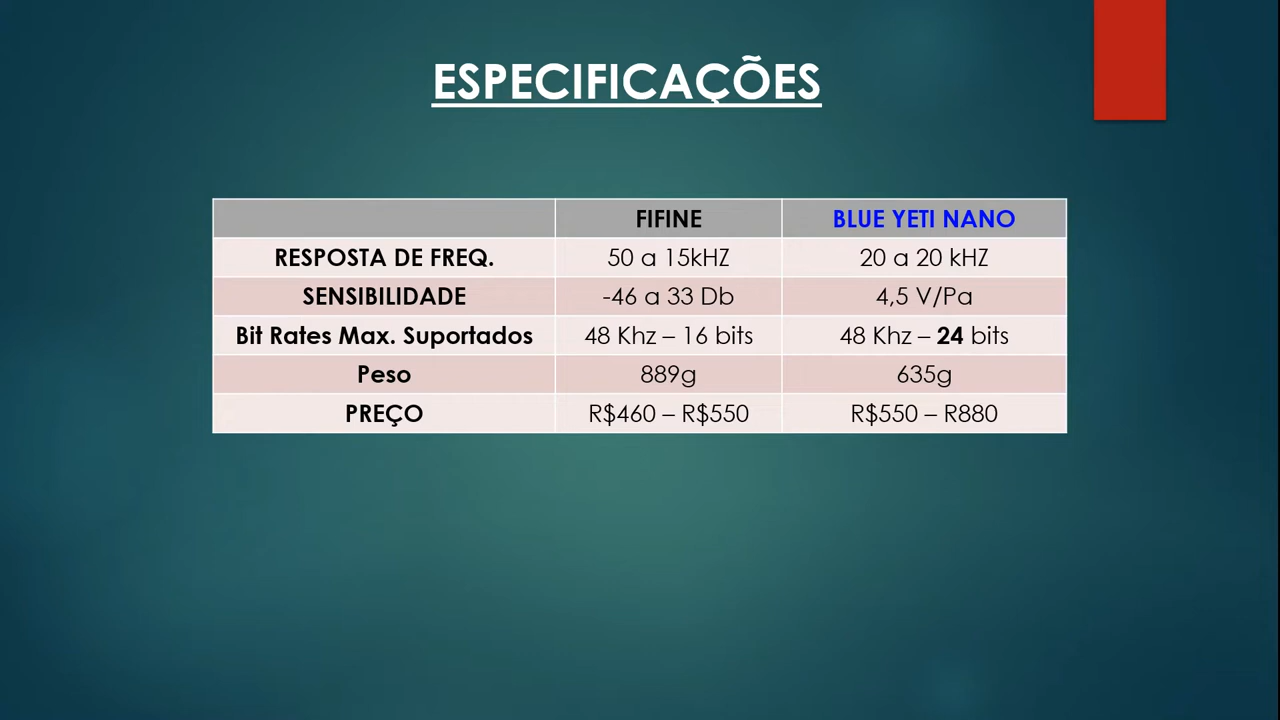 ESPECIFICAÇÕES
FIFINE BLUE YETI NANO
RESPOSTA DE FREQ. 50 a 15kHZ 20 a 20 kHZ
SENSIBILIDADE -46 a 33 Db 4,5 V/Pa
Bit Rates Max. Suportados 48 Khz – 16 bits 48 Khz – 24 bits
Peso 889g 635g
PREÇO R$460 – R$550 R$550 – R880